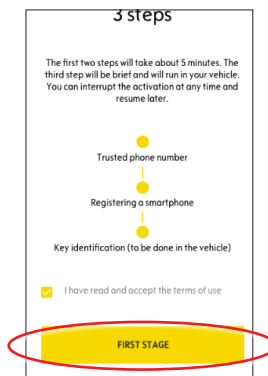 3 steps
The first two steps will take about 5 minutes. The
third step will be brief and will run in your vehicle.
You can interrupt the activation at any time and
resume later.
Trusted phone number
Registering a smartphone
Key identification (to be done in the vehicle)
I have read and accept the terms of use
FIRST STAGE